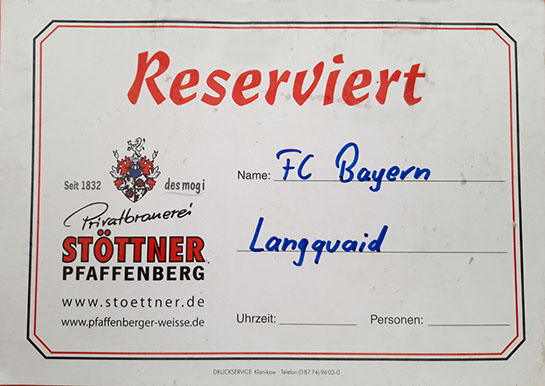 Reserviert
Seit 1832 des mog i
Privatbrauerei
STÖTTNER
PFAFFENBERG
www.stoettner.de
www.pfaffenberger-weisse.de
Name: FC Bayern
Langquaid
Uhrzeit: Personen:
DRUCKSERVICE Klanikow · Telefon (0 87 74) 96 03-0